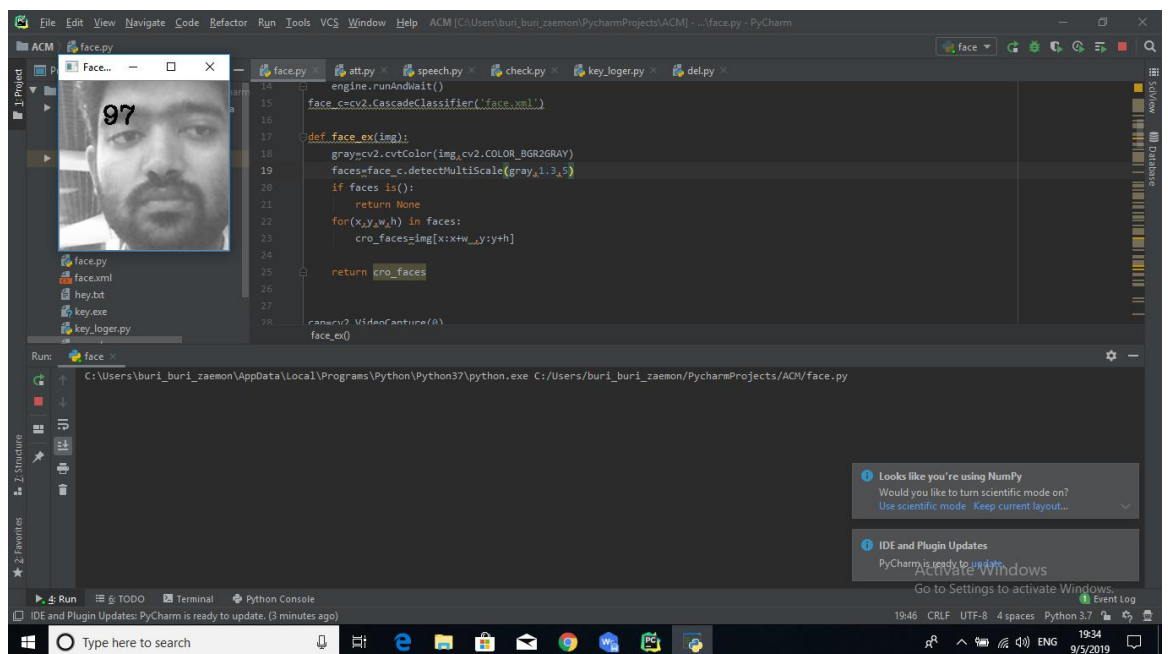 File Edit View Navigate Code Refactor Run Tools VCS Window Help ACM [C:\Users\buri_buri_zaemon\PycharmProjects\ACM] - ...\face.py - PyCharm
ACM face.py face
Face...
97
1: Project
face.py att.py speech.py check.py key_loger.py del.py
14 engine.runAndWait()
15 face_c=cv2.CascadeClassifier('face.xml')
16
17 def face_ex(img):
18 gray=cv2.cvtColor(img,cv2.COLOR_BGR2GRAY)
19 faces=face_c.detectMultiScale(gray,1.3,5)
20 if faces is():
21 return None
22 for(x,y,w,h) in faces:
23 cro_faces=img[x:x+w ,y:y+h]
24
25 return cro_faces
26
27
28 cap=cv2.VideoCapture(0)
face_ex()
face.py
face.xml
hey.txt
key.exe
key_loger.py
SciView
Database
Run: face
C:\Users\buri_buri_zaemon\AppData\Local\Programs\Python\Python37\python.exe C:/Users/buri_buri_zaemon/PycharmProjects/ACM/face.py
7: Structure
2: Favorites
Looks like you're using NumPy
Would you like to turn scientific mode on?
Use scientific mode Keep current layout...
IDE and Plugin Updates
PyCharm is ready to update.
Activate Windows
Go to Settings to activate Windows.
4: Run 6: TODO Terminal Python Console 1 Event Log
IDE and Plugin Updates: PyCharm is ready to update. (3 minutes ago) 19:46 CRLF UTF-8 4 spaces Python 3.7
Type here to search ENG 19:34
9/5/2019